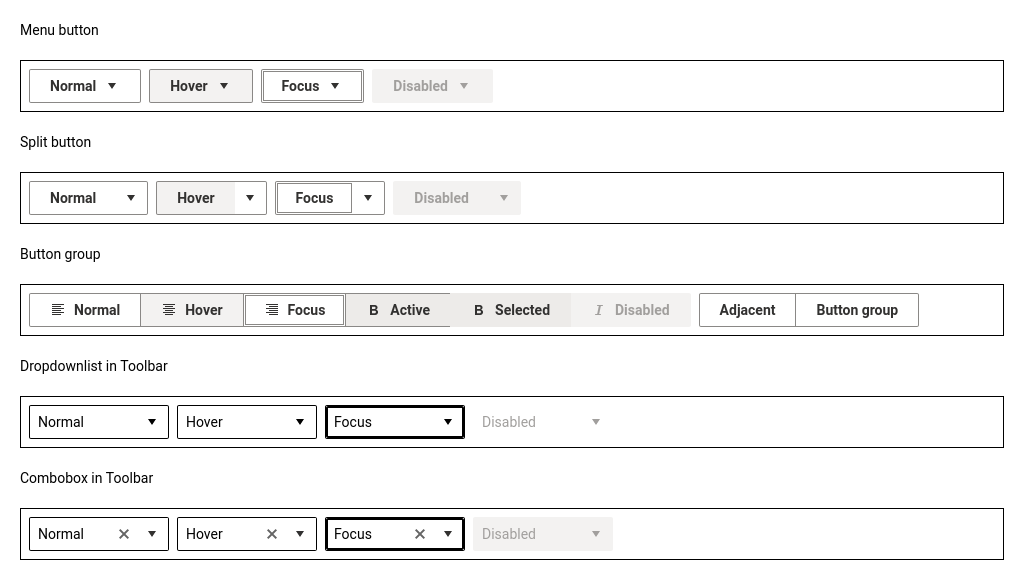 Menu button
Normal Hover Focus Disabled
Split button
Normal Hover Focus Disabled
Button group
Normal Hover Focus B Active B Selected I Disabled Adjacent Button group
Dropdownlist in Toolbar
Normal Hover Focus Disabled
Combobox in Toolbar
Normal Hover Focus Disabled